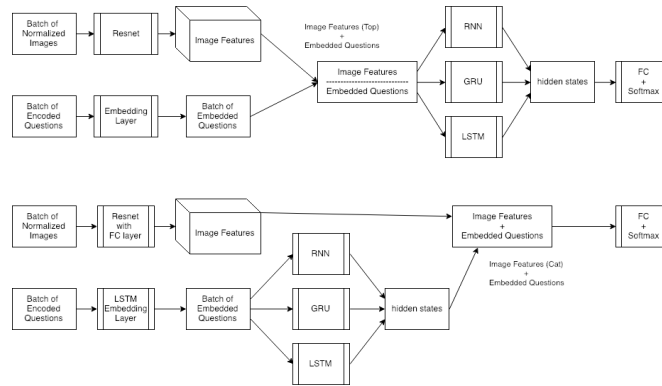 Batch of
Normalized
Images
Resnet
Image Features
Image Features (Top)
+
Embedded Questions
RNN
Image Features
Embedded Questions
GRU
hidden states
FC
+
Softmax
Batch of
Encoded
Questions
Embedding
Layer
Batch of
Embedded
Questions
LSTM
Batch of
Normalized
Images
Resnet
with
FC layer
Image Features
Image Features
+
Embedded Questions
FC
+
Softmax
Image Features (Cat)
+
Embedded Questions
RNN
Batch of
Encoded
Questions
LSTM
Embedding
Layer
Batch of
Embedded
Questions
GRU
hidden states
LSTM